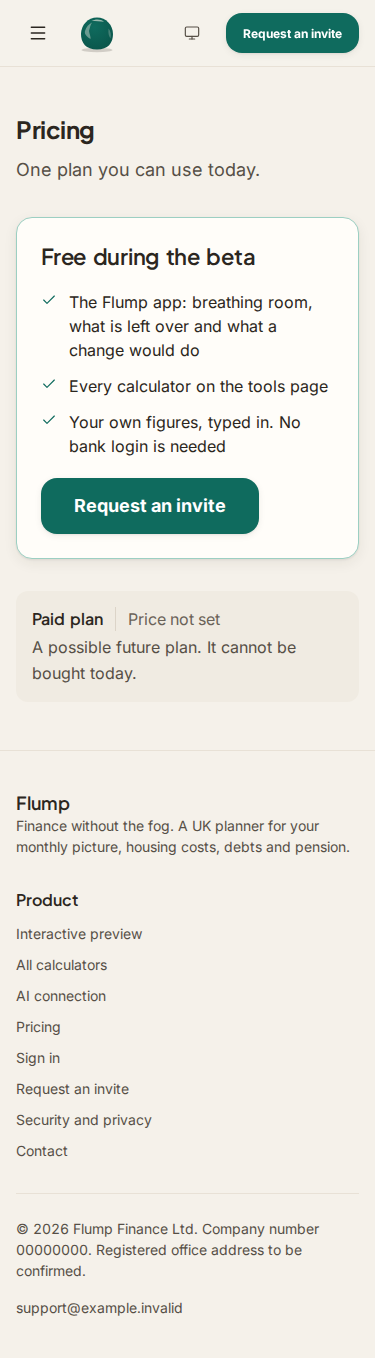 Request an invite
Pricing
One plan you can use today.
Free during the beta
The Flump app: breathing room,
what is left over and what a
change would do
Every calculator on the tools page
Your own figures, typed in. No
bank login is needed
Request an invite
Paid plan
Price not set
A possible future plan. It cannot be
bought today.
Flump
Finance without the fog. A UK planner for your
monthly picture, housing costs, debts and pension.
Product
Interactive preview
All calculators
AI connection
Pricing
Sign in
Request an invite
Security and privacy
Contact
© 2026 Flump Finance Ltd. Company number
00000000. Registered office address to be
confirmed.
support@example.invalid